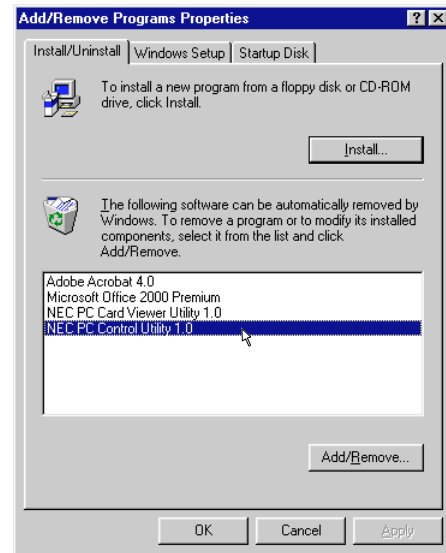 Add/Remove Programs Properties
Install/Uninstall Windows Setup Startup Disk
To install a new program from a floppy disk or CD-ROM
drive, click Install.
Install...
The following software can be automatically removed by
Windows. To remove a program or to modify its installed
components, select it from the list and click
Add/Remove.
Adobe Acrobat 4.0
Microsoft Office 2000 Premium
NEC PC Card Viewer Utility 1.0
NEC PC Control Utility 1.0
Add/Remove...
OK Cancel Apply